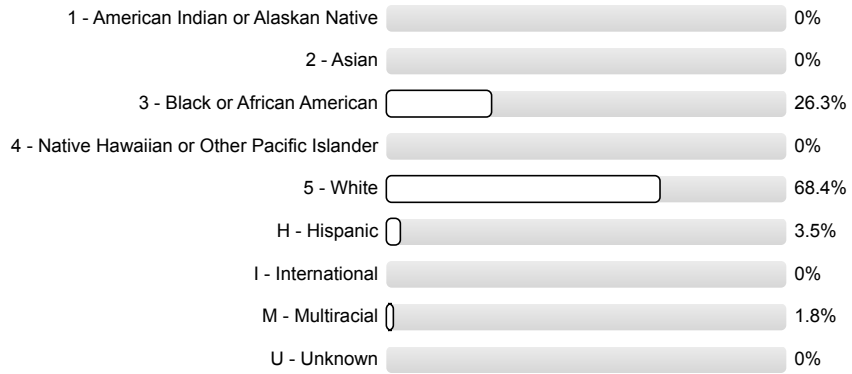 1 - American Indian or Alaskan Native 0%
2 - Asian 0%
3 - Black or African American 26.3%
4 - Native Hawaiian or Other Pacific Islander 0%
5 - White 68.4%
H - Hispanic 3.5%
I - International 0%
M - Multiracial 1.8%
U - Unknown 0%